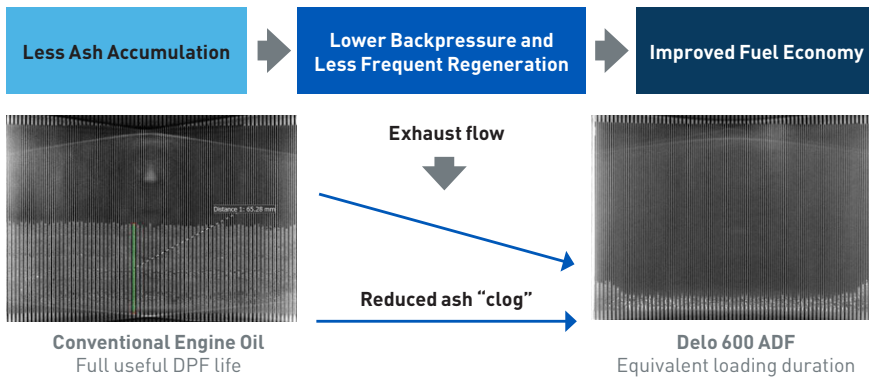 Less Ash Accumulation
Lower Backpressure and
Less Frequent Regeneration
Improved Fuel Economy
Exhaust flow
Distance 1: 65.28 mm
Reduced ash “clog”
Conventional Engine Oil
Full useful DPF life
Delo 600 ADF
Equivalent loading duration